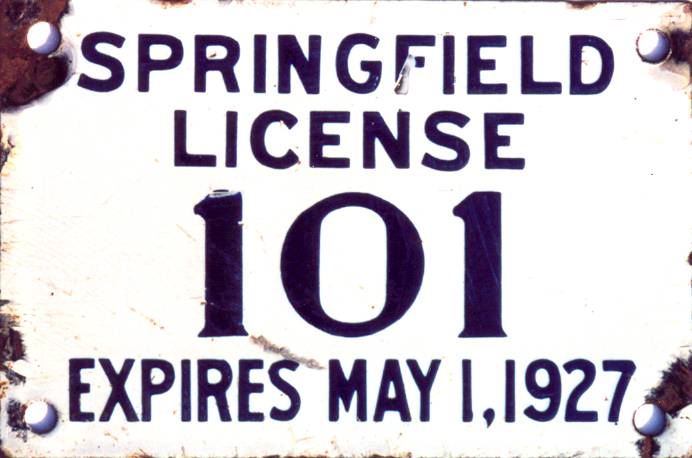 SPRINGFIELD
LICENSE
101
EXPIRES MAY 1, 1927